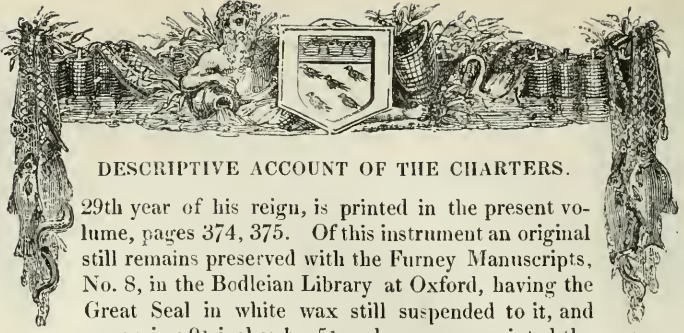 DESCRIPTIVE ACCOUNT OF THE CHARTERS.
29th year of his reign, is printed in the present vo-
lume, pages 374, 375. Of this instrument an original
still remains preserved with the Furney Manuscripts,
No. 8, in the Bodleian Library at Oxford, having the
Great Seal in white wax still suspended to it, and